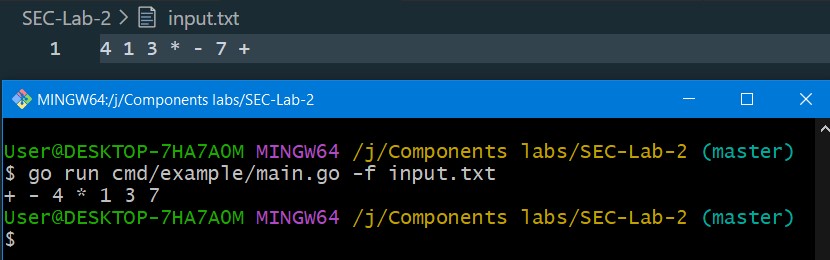 SEC-Lab-2 > input.txt
1 4 1 3 * - 7 +
MINGW64:/j/Components labs/SEC-Lab-2
User@DESKTOP-7HA7AOM MINGW64 /j/Components labs/SEC-Lab-2 (master)
$ go run cmd/example/main.go -f input.txt
+ - 4 * 1 3 7
User@DESKTOP-7HA7AOM MINGW64 /j/Components labs/SEC-Lab-2 (master)
$